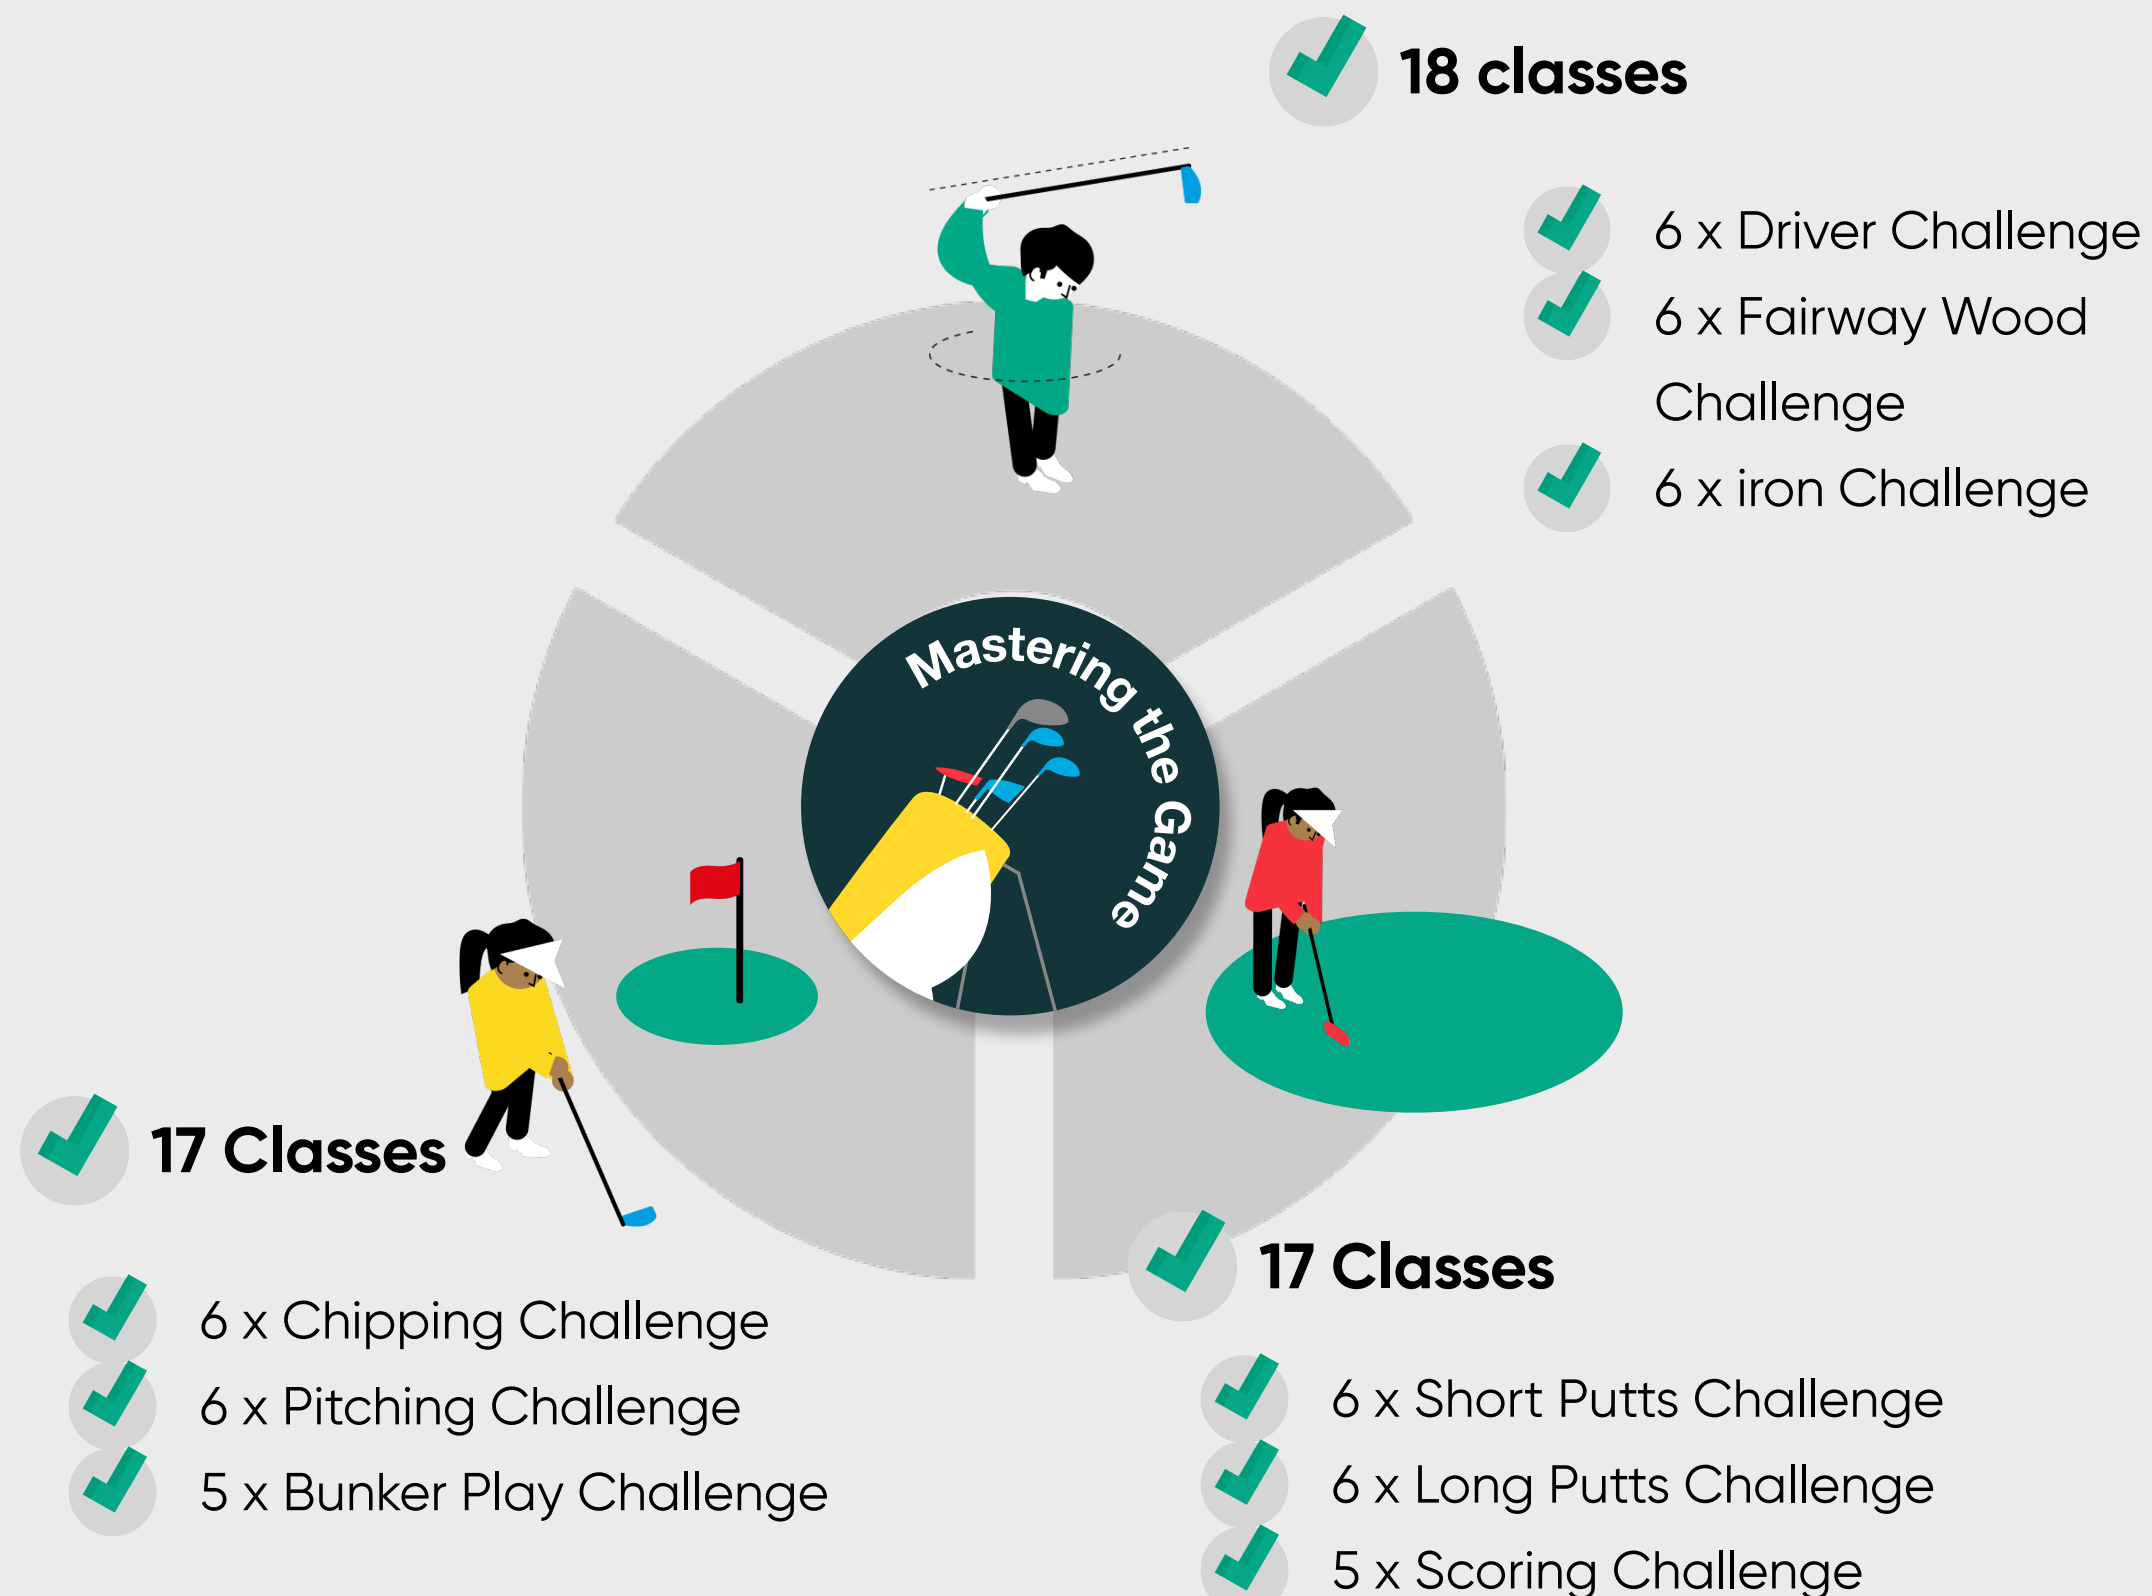 18 classes
6 x Driver Challenge
6 x Fairway Wood
Challenge
6 x iron Challenge
Mastering the Game
17 Classes
6 x Chipping Challenge
6 x Pitching Challenge
5 x Bunker Play Challenge
17 Classes
6 x Short Putts Challenge
6 x Long Putts Challenge
5 x Scoring Challenge